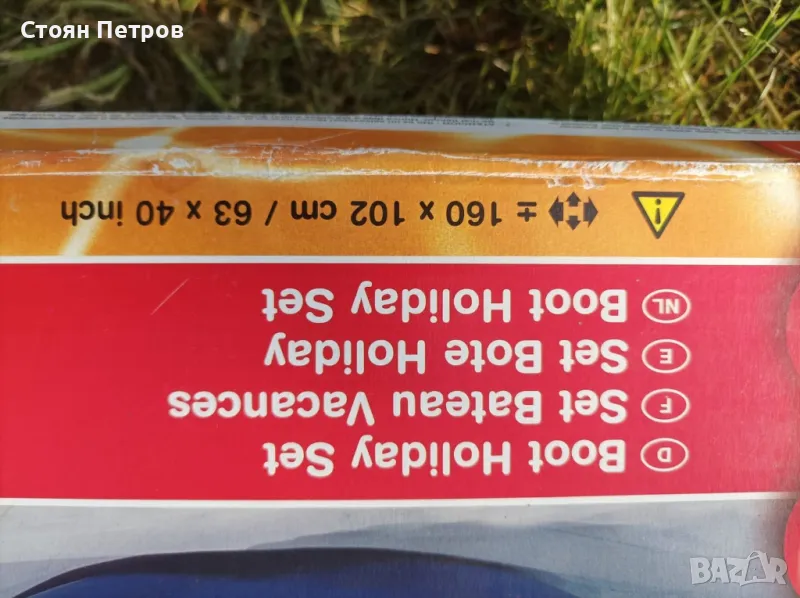 Стоян Петров
D Boot Holiday Set
F Set Bateau Vacances
E Set Bote Holiday
NL Boot Holiday Set
± 160 x 102 cm / 63 x 40 inch
BAZAR